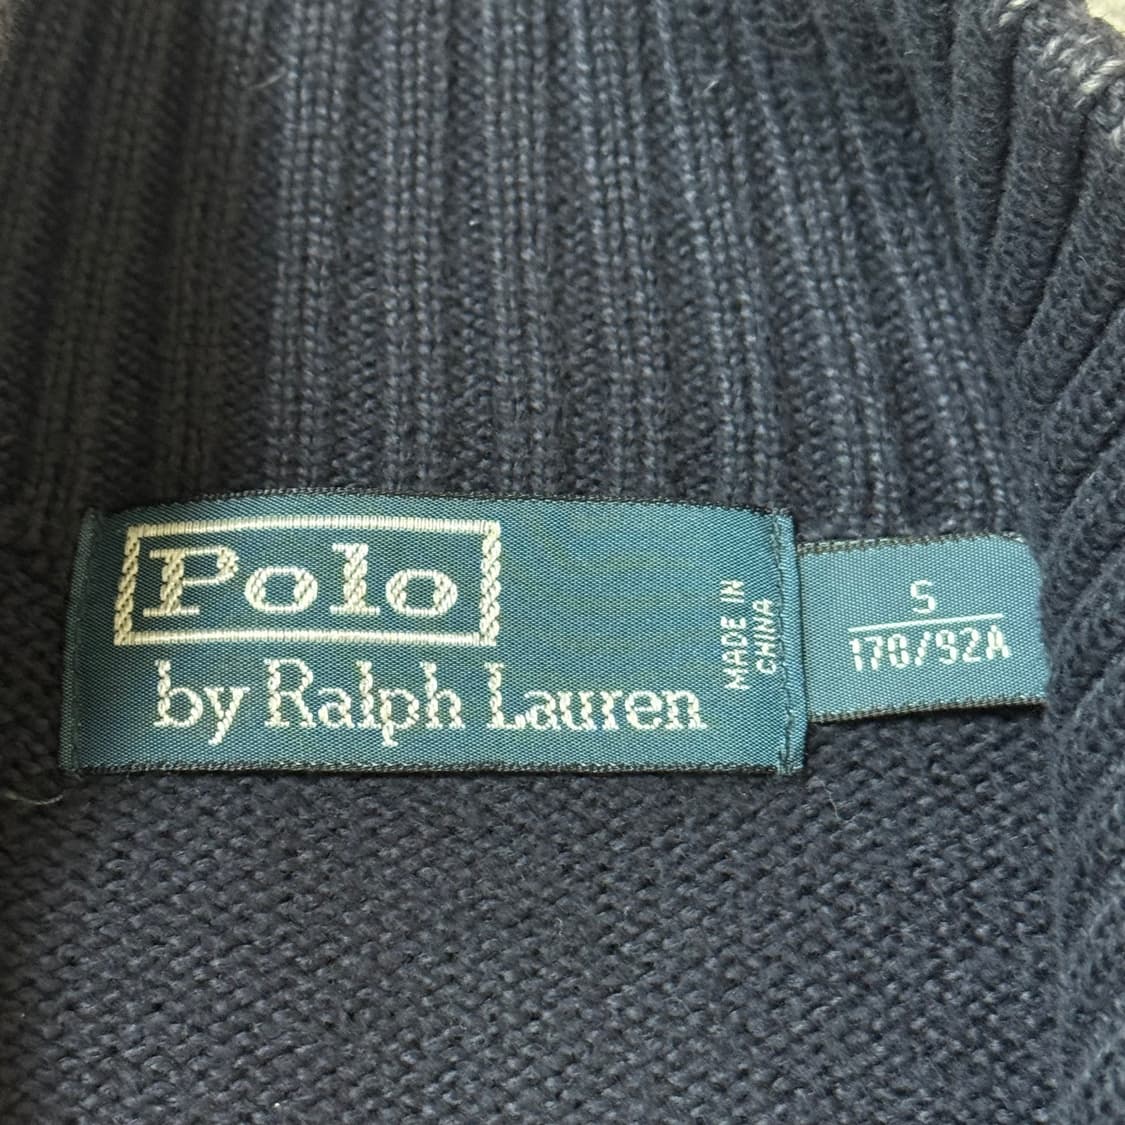 Polo
by Ralph Lauren
MADE IN
CHINA
S
170/92A